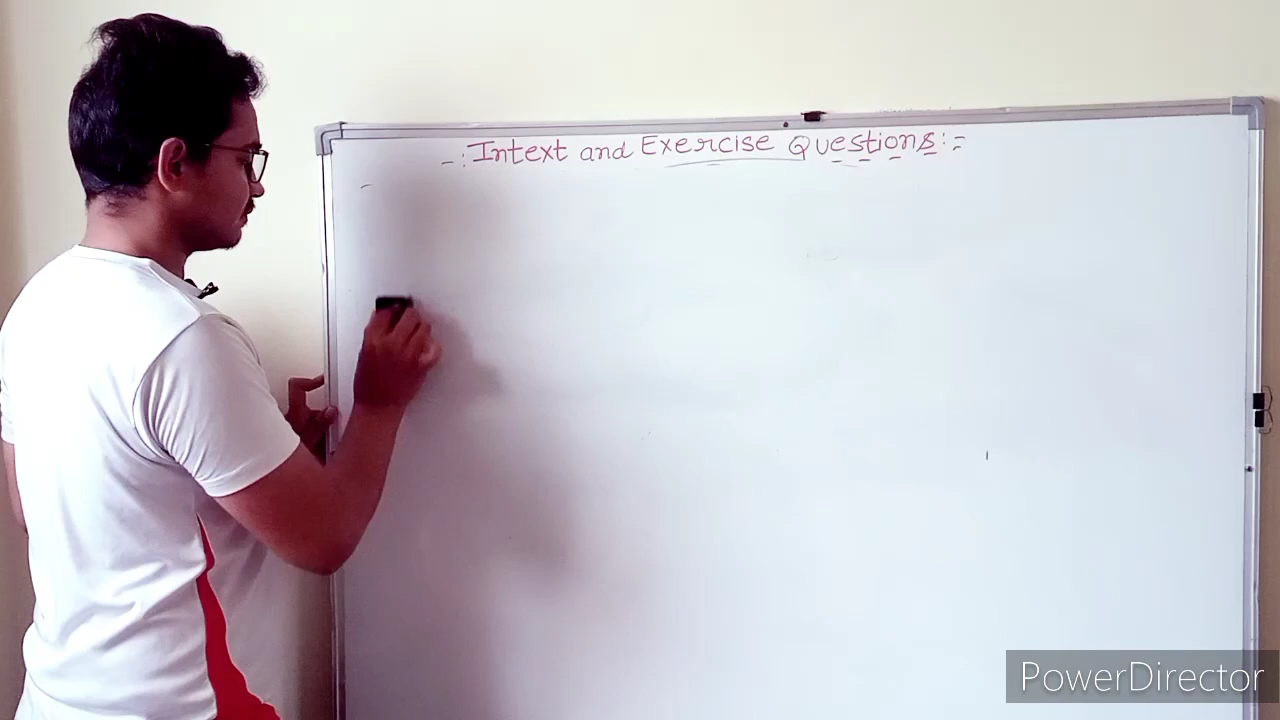 -: Intext and Exercise Questions :-
PowerDirector